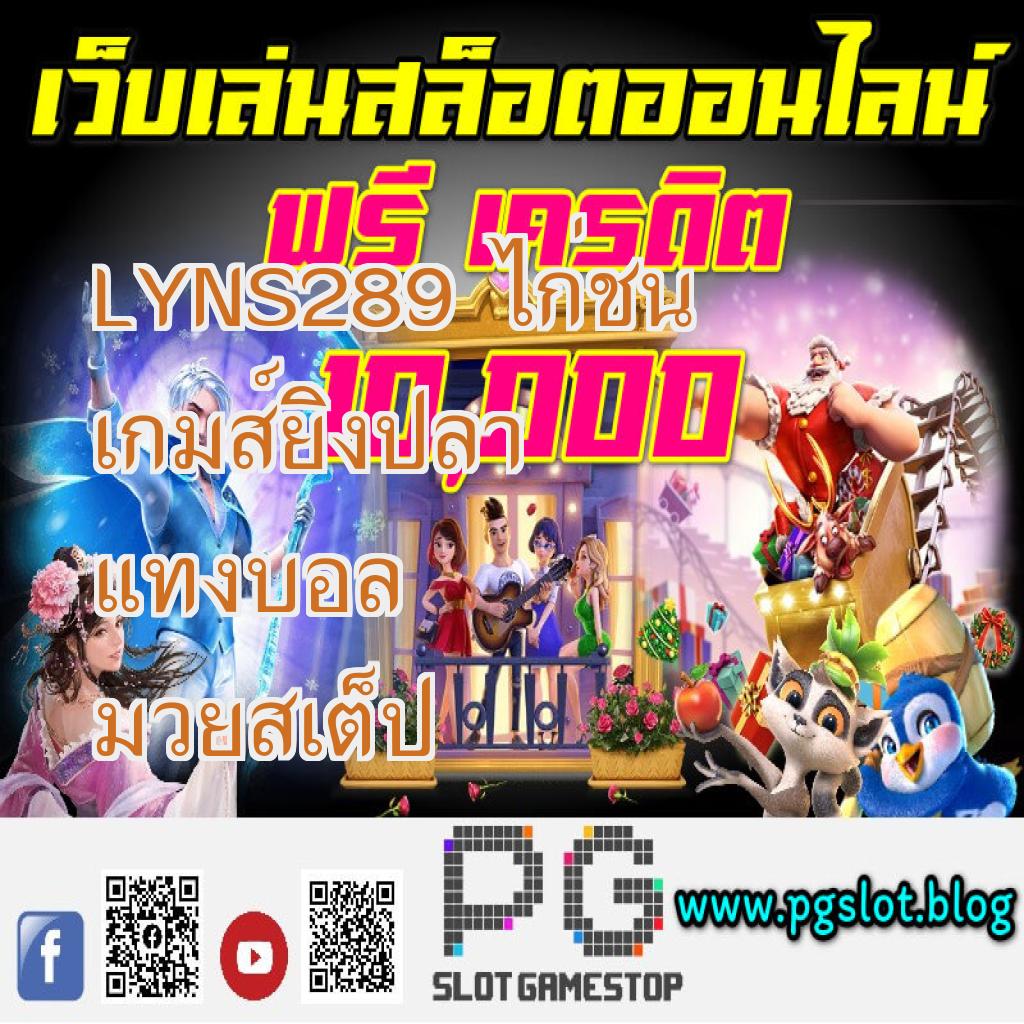 เว็บเล่นสล็อตออนไลน์
ฟรี เครดิต
10,000
LYNS289 ไก่ชน
เกมส์ยิงปลา
แทงบอล
มวยสเต็ป
PG
SLOT GAMESTOP
www.pgslot.blog